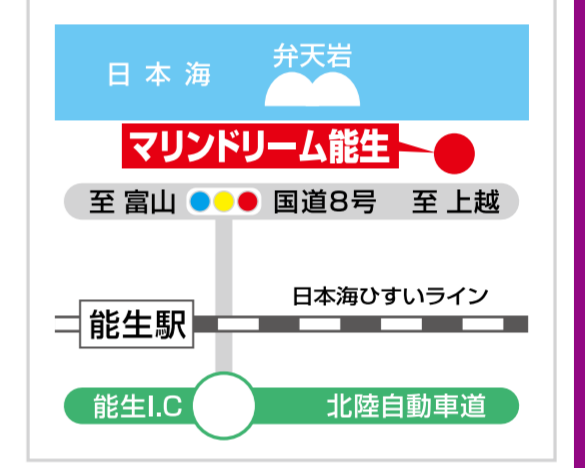 弁天岩
日本海
マリンドリーム能生
至 富山 国道8号 至 上越
日本海ひすいライン
能生駅
能生I.C 北陸自動車道